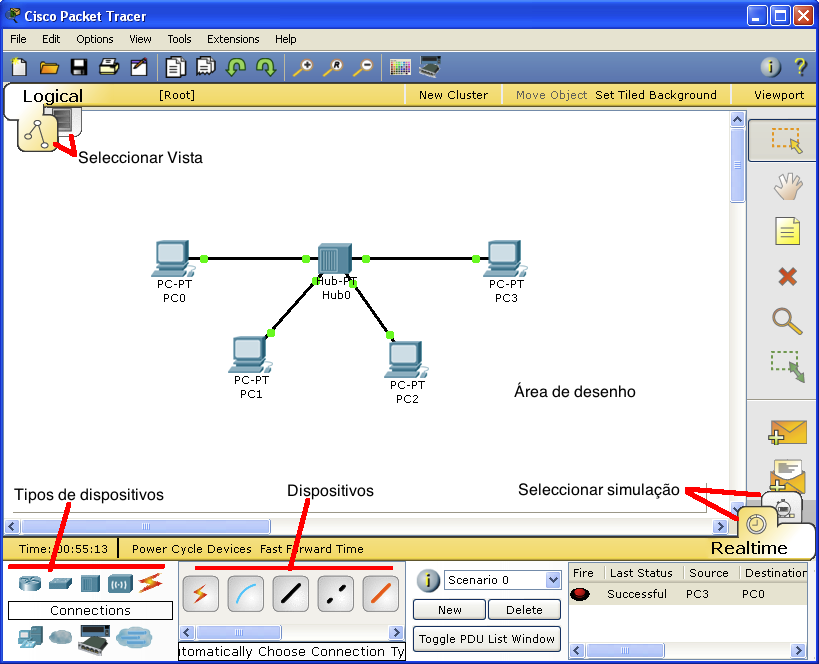 Cisco Packet Tracer
File Edit Options View Tools Extensions Help
Logical [Root] New Cluster Move Object Set Tiled Background Viewport
Seleccionar Vista
Hub-PT
Hub0
PC-PT
PC0
PC-PT
PC3
PC-PT
PC1
PC-PT
PC2
Área de desenho
Tipos de dispositivos
Dispositivos
Seleccionar simulação
Time: 00:55:13 Power Cycle Devices Fast Forward Time
Realtime
Connections
utomatically Choose Connection Ty
Scenario 0
New Delete
Toggle PDU List Window
Fire Last Status Source Destination
Successful PC3 PC0